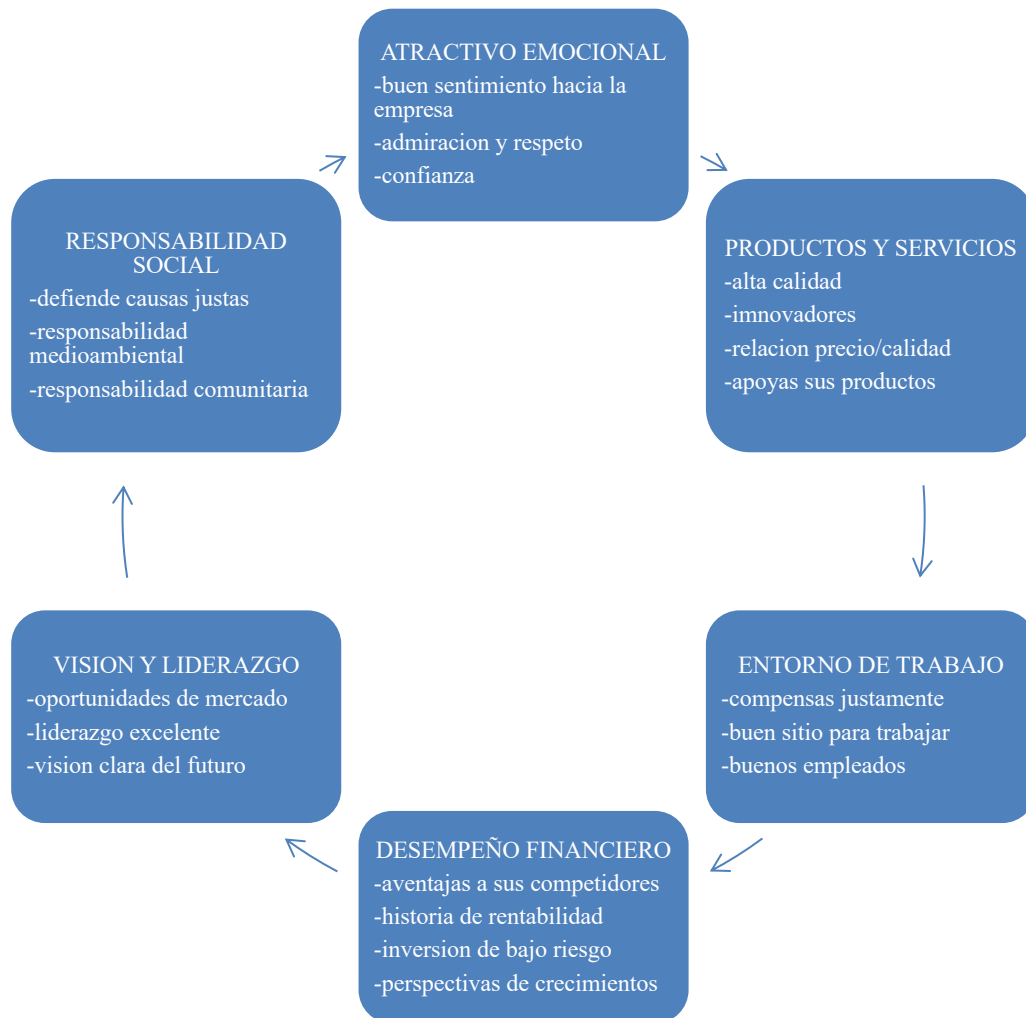 ATRACTIVO EMOCIONAL
-buen sentimiento hacia la
empresa
-admiracion y respeto
-confianza
PRODUCTOS Y SERVICIOS
-alta calidad
-imnovadores
-relacion precio/calidad
-apoyas sus productos
ENTORNO DE TRABAJO
-compensas justamente
-buen sitio para trabajar
-buenos empleados
DESEMPEÑO FINANCIERO
-aventajas a sus competidores
-historia de rentabilidad
-inversion de bajo riesgo
-perspectivas de crecimientos
VISION Y LIDERAZGO
-oportunidades de mercado
-liderazgo excelente
-vision clara del futuro
RESPONSABILIDAD
SOCIAL
-defiende causas justas
-responsabilidad
medioambiental
-responsabilidad comunitaria